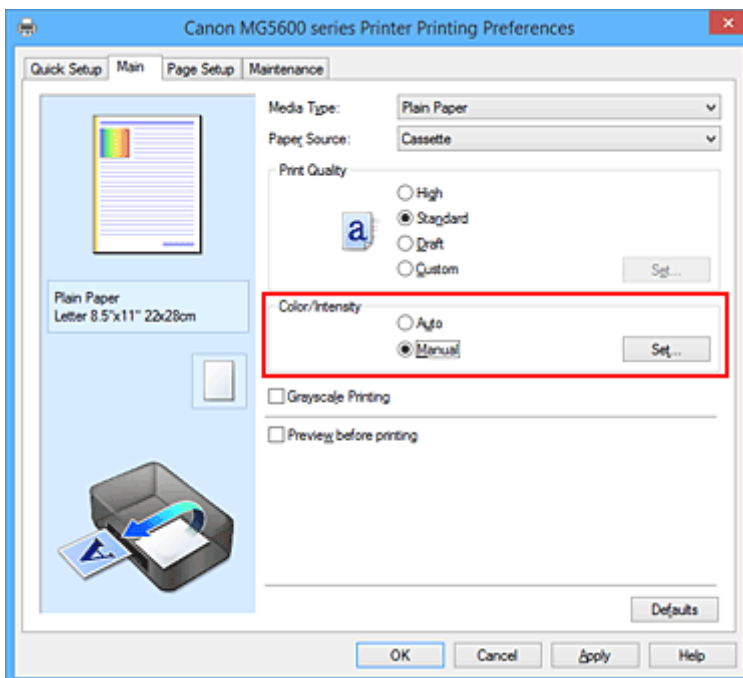 Canon MG5600 series Printer Printing Preferences
Quick Setup Main Page Setup Maintenance
Media Type: Plain Paper
Paper Source: Cassette
Print Quality
High
Standard
Draft
Custom Set...
a
Plain Paper
Letter 8.5"x11" 22x28cm
Color/Intensity
Auto
Manual Set...
Grayscale Printing
Preview before printing
A
Defaults
OK Cancel Apply Help